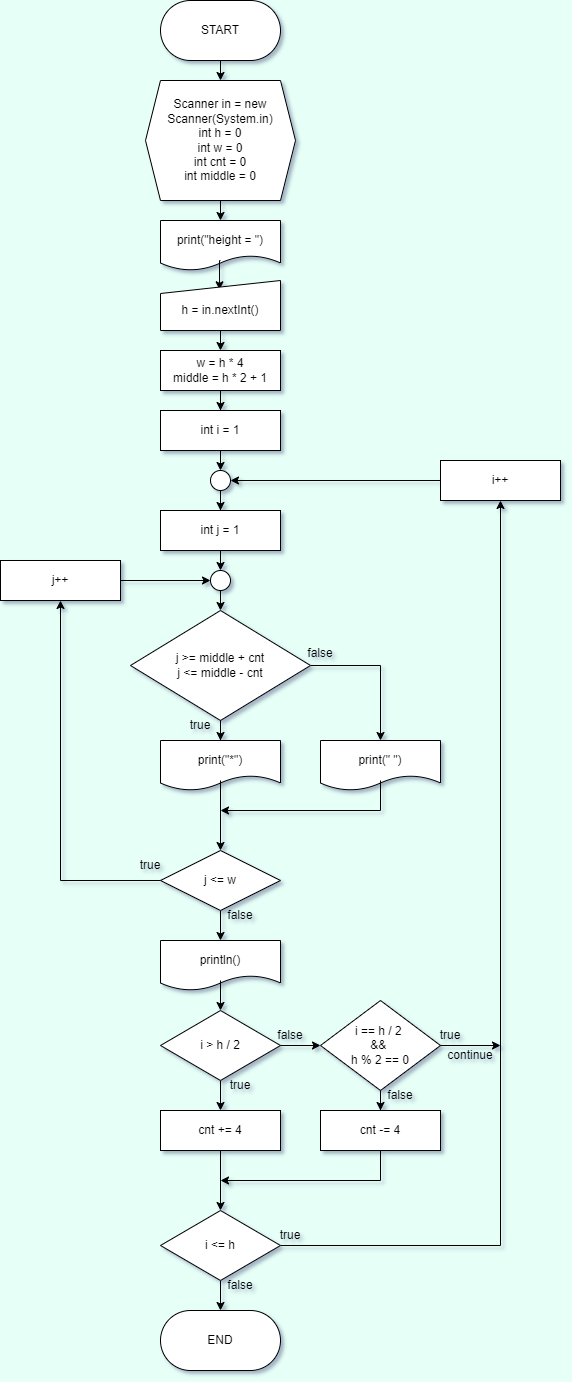 START
Scanner in = new
Scanner(System.in)
int h = 0
int w = 0
int cnt = 0
int middle = 0
print("height = ")
h = in.nextInt()
w = h * 4
middle = h * 2 + 1
int i = 1
i++
int j = 1
j++
j >= middle + cnt
j <= middle - cnt
false
true
print("*")
print(" ")
true
j <= w
false
println()
i > h / 2
false
true
i == h / 2
&&
h % 2 == 0
true
continue
false
cnt += 4
cnt -= 4
i <= h
true
false
END